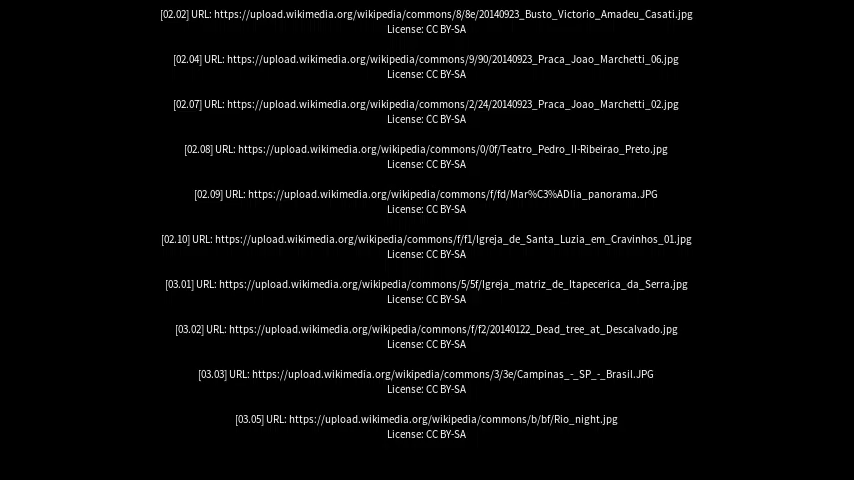 [02.02] URL: https://upload.wikimedia.org/wikipedia/commons/8/8e/20140923_Busto_Victorio_Amadeu_Casati.jpg
License: CC BY-SA
[02.04] URL: https://upload.wikimedia.org/wikipedia/commons/9/90/20140923_Praca_Joao_Marchetti_06.jpg
License: CC BY-SA
[02.07] URL: https://upload.wikimedia.org/wikipedia/commons/2/24/20140923_Praca_Joao_Marchetti_02.jpg
License: CC BY-SA
[02.08] URL: https://upload.wikimedia.org/wikipedia/commons/0/0f/Teatro_Pedro_II-Ribeirao_Preto.jpg
License: CC BY-SA
[02.09] URL: https://upload.wikimedia.org/wikipedia/commons/f/fd/Mar%C3%ADlia_panorama.JPG
License: CC BY-SA
[02.10] URL: https://upload.wikimedia.org/wikipedia/commons/f/f1/Igreja_de_Santa_Luzia_em_Cravinhos_01.jpg
License: CC BY-SA
[03.01] URL: https://upload.wikimedia.org/wikipedia/commons/5/5f/Igreja_matriz_de_Itapecerica_da_Serra.jpg
License: CC BY-SA
[03.02] URL: https://upload.wikimedia.org/wikipedia/commons/f/f2/20140122_Dead_tree_at_Descalvado.jpg
License: CC BY-SA
[03.03] URL: https://upload.wikimedia.org/wikipedia/commons/3/3e/Campinas_-_SP_-_Brasil.JPG
License: CC BY-SA
[03.05] URL: https://upload.wikimedia.org/wikipedia/commons/b/bf/Rio_night.jpg
License: CC BY-SA